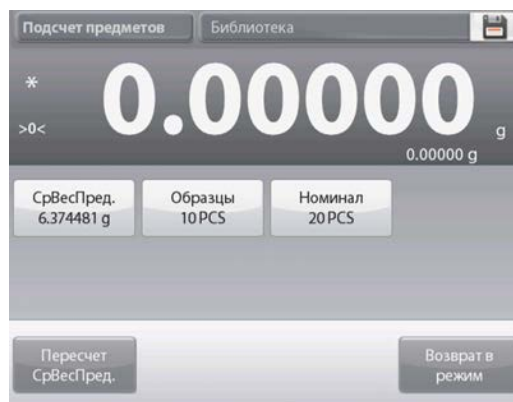 Подсчет предметов
Библиотека
*
0.00000 g
>0<
0.00000 g
СрВесПред.
6.374481 g
Образцы
10 PCS
Номинал
20 PCS
Пересчет
СрВесПред.
Возврат в
режим